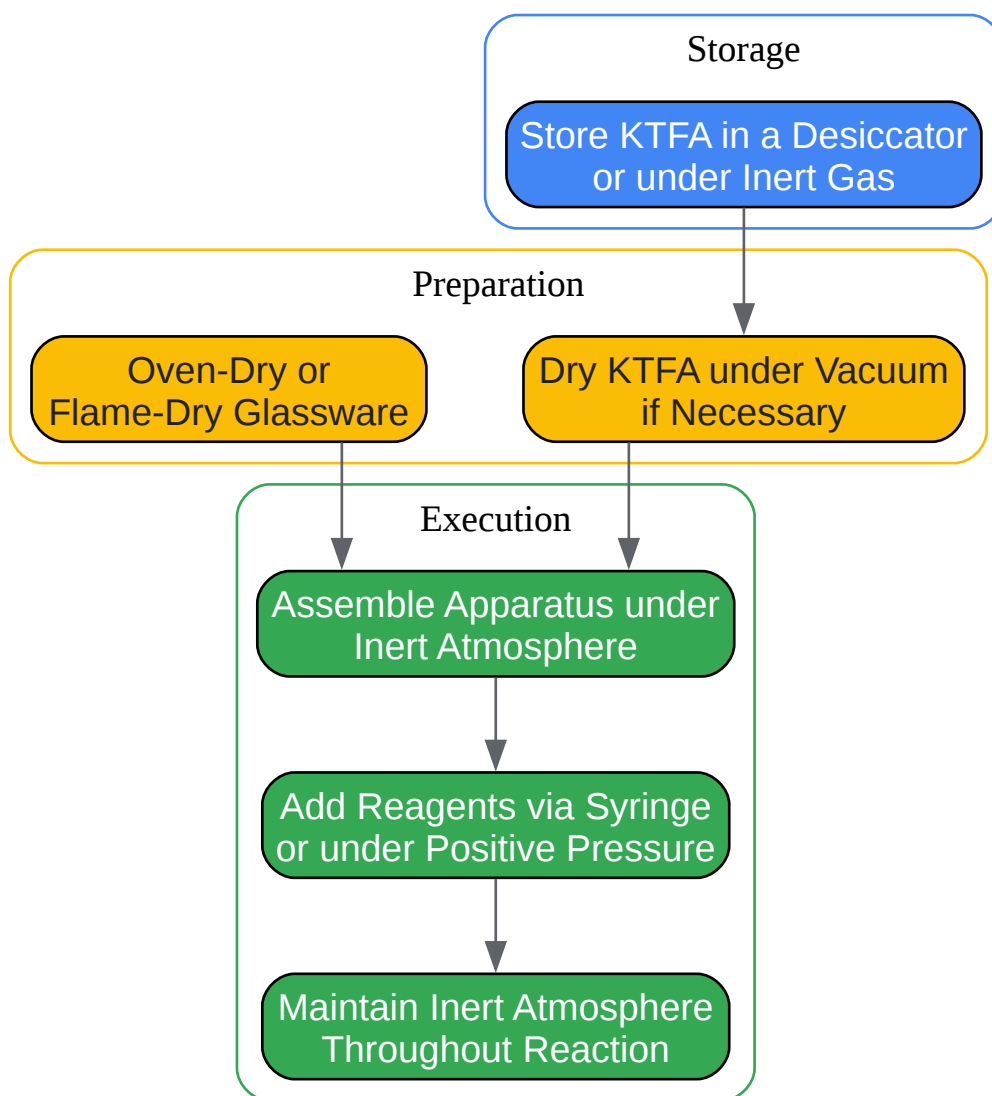 Storage
Store KTFA in a Desiccator
or under Inert Gas
Preparation
Oven-Dry or
Flame-Dry Glassware
Dry KTFA under Vacuum
if Necessary
Execution
Assemble Apparatus under
Inert Atmosphere
Add Reagents via Syringe
or under Positive Pressure
Maintain Inert Atmosphere
Throughout Reaction